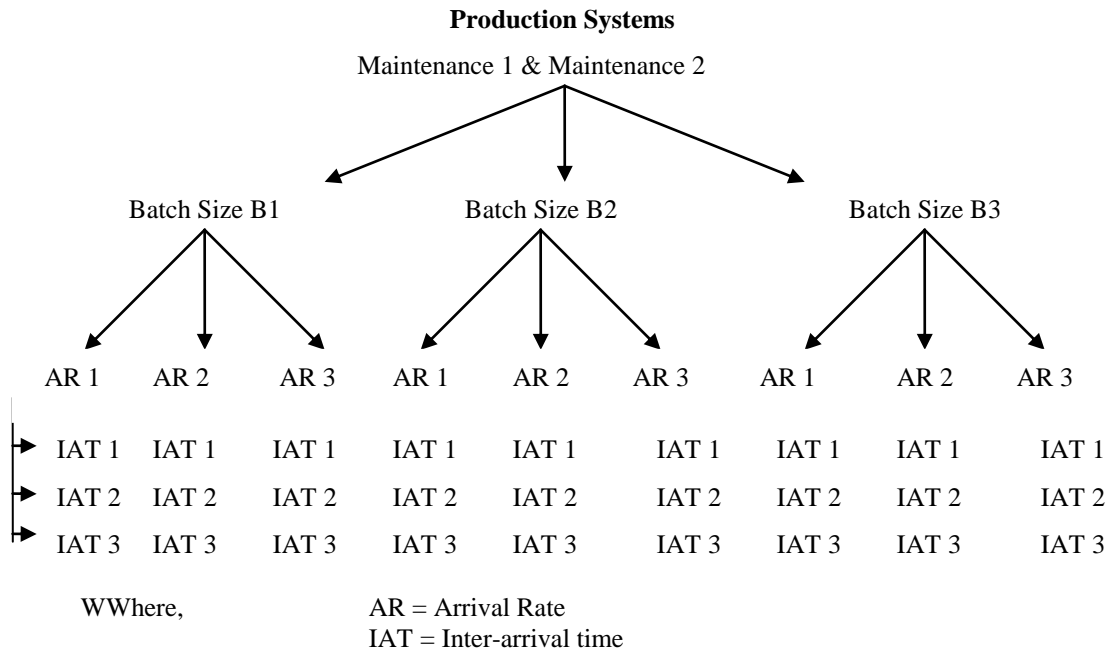 Production Systems
Maintenance 1 & Maintenance 2
Batch Size B1 Batch Size B2 Batch Size B3
AR 1 AR 2 AR 3 AR 1 AR 2 AR 3 AR 1 AR 2 AR 3
IAT 1 IAT 1 IAT 1 IAT 1 IAT 1 IAT 1 IAT 1 IAT 1 IAT 1
IAT 2 IAT 2 IAT 2 IAT 2 IAT 2 IAT 2 IAT 2 IAT 2 IAT 2
IAT 3 IAT 3 IAT 3 IAT 3 IAT 3 IAT 3 IAT 3 IAT 3 IAT 3
WWhere, AR = Arrival Rate
IAT = Inter-arrival time